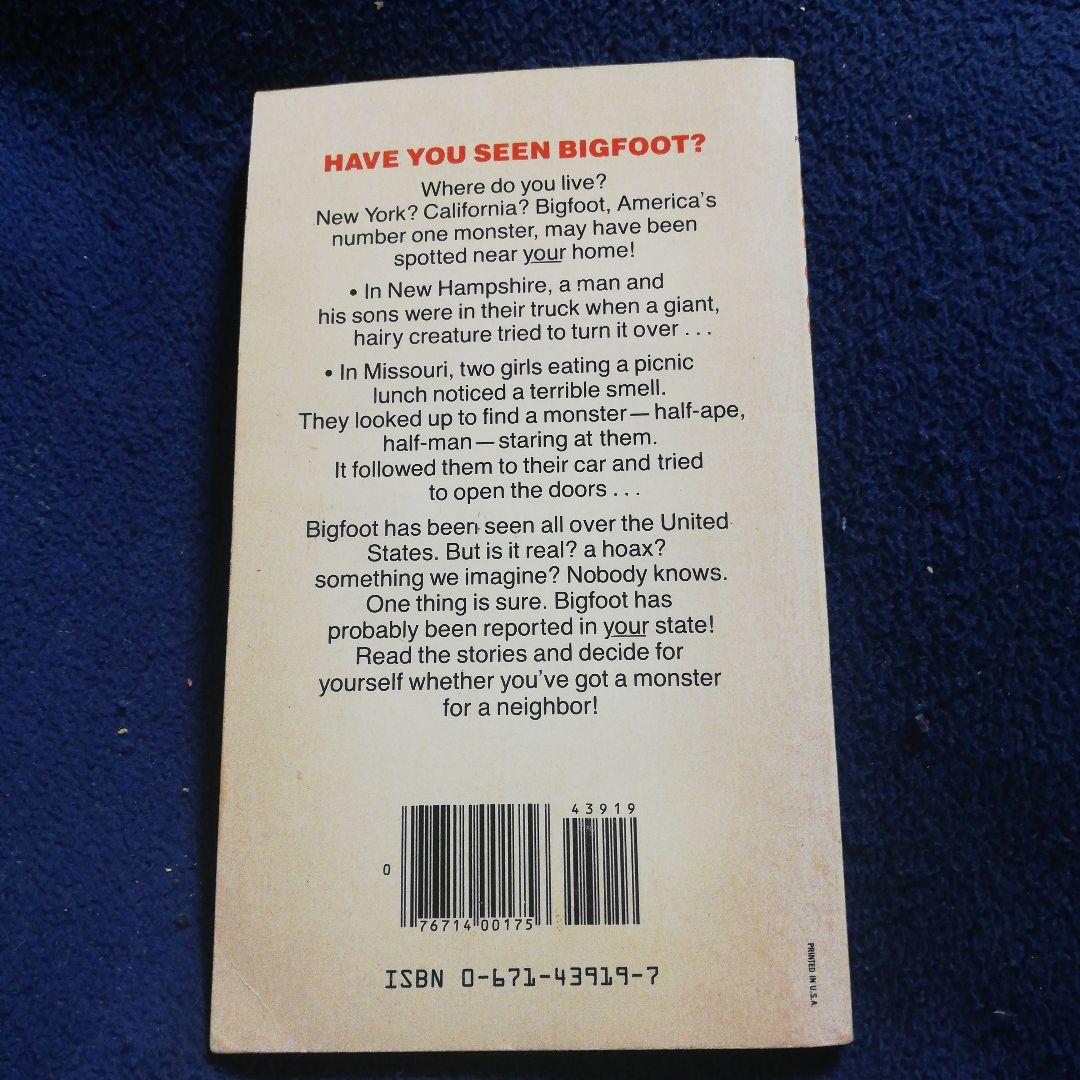 HAVE YOU SEEN BIGFOOT?
Where do you live?
New York? California? Bigfoot, America's
number one monster, may have been
spotted near your home!
• In New Hampshire, a man and
his sons were in their truck when a giant,
hairy creature tried to turn it over . . .
• In Missouri, two girls eating a picnic
lunch noticed a terrible smell.
They looked up to find a monster—half-ape,
half-man—staring at them.
It followed them to their car and tried
to open the doors . . .
Bigfoot has been seen all over the United
States. But is it real? a hoax?
something we imagine? Nobody knows.
One thing is sure. Bigfoot has
probably been reported in your state!
Read the stories and decide for
yourself whether you've got a monster
for a neighbor!
43919
0
76714 00175
ISBN 0-671-43919-7
PRINTED IN U.S.A.